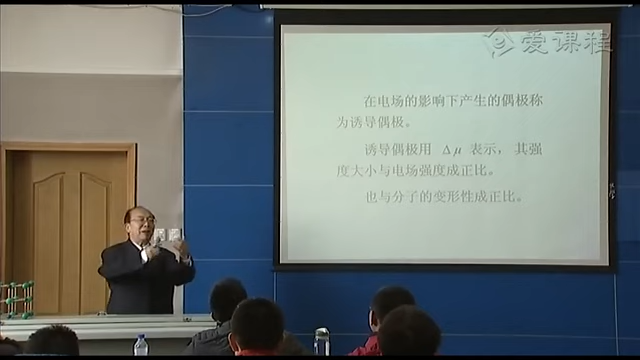 爱课程
在电场的影响下产生的偶极称
为诱导偶极。
诱导偶极用 Δμ 表示，其强
度大小与电场强度成正比。
也与分子的变形性成正比。